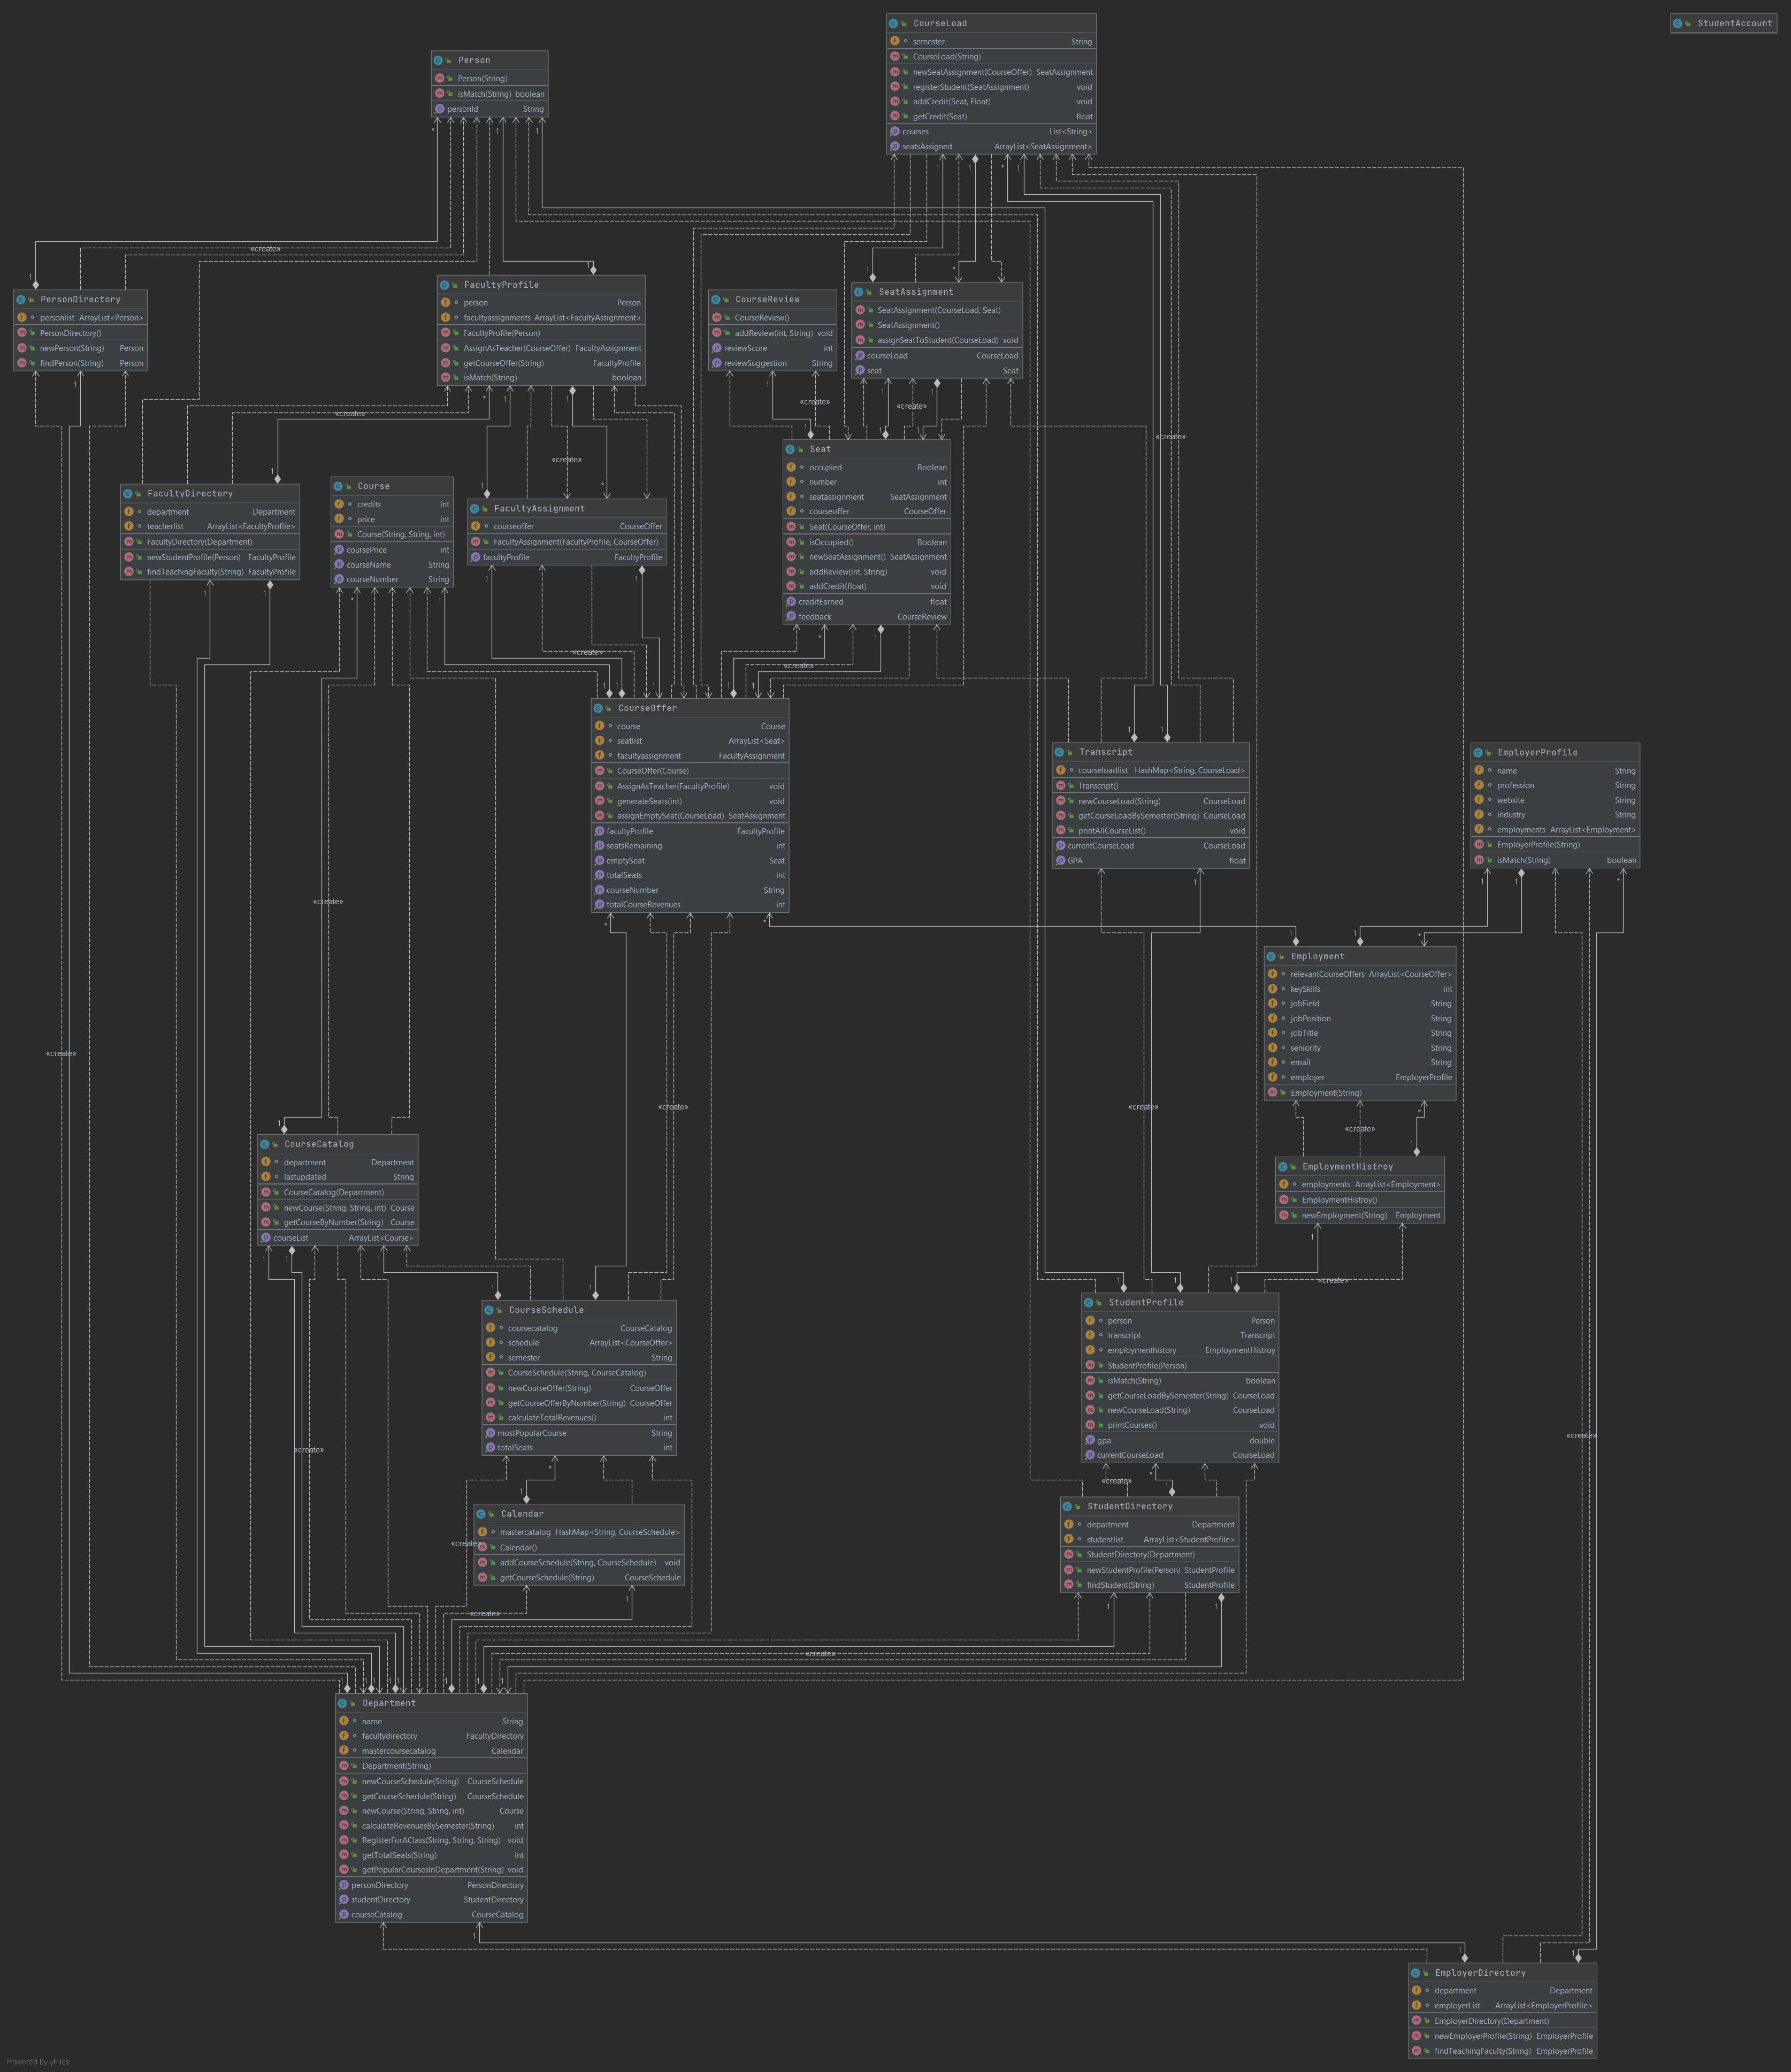 CourseLoad
semester String
CourseLoad(String)
newSeatAssignment(CourseOffer) SeatAssignment
registerStudent(SeatAssignment) void
addCredit(Seat, Float) void
getCredit(Seat) float
courses List<String>
seatsAssigned ArrayList<SeatAssignment>
StudentAccount
Person
Person(String)
isMatch(String) boolean
personId String
«create»
PersonDirectory
personlist ArrayList<Person>
PersonDirectory()
newPerson(String) Person
findPerson(String) Person
FacultyProfile
person Person
facultyassignments ArrayList<FacultyAssignment>
FacultyProfile(Person)
AssignAsTeacher(CourseOffer) FacultyAssignment
getCourseOffer(String) FacultyProfile
isMatch(String) boolean
CourseReview
CourseReview()
addReview(int, String) void
reviewScore int
reviewSuggestion String
SeatAssignment
SeatAssignment(CourseLoad, Seat)
SeatAssignment()
assignSeatToStudent(CourseLoad) void
courseLoad CourseLoad
seat Seat
«create»
«create»
«create»
«create»
«create»
Seat
occupied Boolean
number int
seatassignment SeatAssignment
courseoffer CourseOffer
Seat(CourseOffer, int)
isOccupied() Boolean
newSeatAssignment() SeatAssignment
addReview(int, String) void
addCredit(float) void
creditEarned float
feedback CourseReview
FacultyDirectory
department Department
teacherlist ArrayList<FacultyProfile>
FacultyDirectory(Department)
newStudentProfile(Person) FacultyProfile
findTeachingFaculty(String) FacultyProfile
Course
credits int
price int
Course(String, String, int)
coursePrice int
courseName String
courseNumber String
FacultyAssignment
courseoffer CourseOffer
FacultyAssignment(FacultyProfile, CourseOffer)
facultyProfile FacultyProfile
«create»
«create»
CourseOffer
course Course
seatlist ArrayList<Seat>
facultyassignment FacultyAssignment
CourseOffer(Course)
AssignAsTeacher(FacultyProfile) void
generateSeats(int) void
assignEmptySeat(CourseLoad) SeatAssignment
facultyProfile FacultyProfile
seatsRemaining int
emptySeat Seat
totalSeats int
courseNumber String
totalCourseRevenues int
Transcript
courseloadlist HashMap<String, CourseLoad>
Transcript()
newCourseLoad(String) CourseLoad
getCourseLoadBySemester(String) CourseLoad
printAllCourseList() void
currentCourseLoad CourseLoad
GPA float
EmployerProfile
name String
profession String
website String
industry String
employments ArrayList<Employment>
EmployerProfile(String)
isMatch(String) boolean
«create»
Employment
relevantCourseOffers ArrayList<CourseOffer>
keySkills int
jobField String
jobPosition String
jobTitle String
seniority String
email String
employer EmployerProfile
Employment(String)
«create»
«create»
«create»
«create»
CourseCatalog
department Department
lastupdated String
CourseCatalog(Department)
newCourse(String, String, int) Course
getCourseByNumber(String) Course
courseList ArrayList<Course>
EmploymentHistroy
employments ArrayList<Employment>
EmploymentHistroy()
newEmployment(String) Employment
«create»
CourseSchedule
coursecatalog CourseCatalog
schedule ArrayList<CourseOffer>
semester String
CourseSchedule(String, CourseCatalog)
newCourseOffer(String) CourseOffer
getCourseOfferByNumber(String) CourseOffer
calculateTotalRevenues() int
mostPopularCourse String
totalSeats int
StudentProfile
person Person
transcript Transcript
employmenthistory EmploymentHistroy
StudentProfile(Person)
isMatch(String) boolean
getCourseLoadBySemester(String) CourseLoad
newCourseLoad(String) CourseLoad
printCourses() void
gpa double
currentCourseLoad CourseLoad
«create»
«create»
«create»
«create»
Calendar
mastercatalog HashMap<String, CourseSchedule>
Calendar()
addCourseSchedule(String, CourseSchedule) void
getCourseSchedule(String) CourseSchedule
StudentDirectory
department Department
studentlist ArrayList<StudentProfile>
StudentDirectory(Department)
newStudentProfile(Person) StudentProfile
findStudent(String) StudentProfile
«create»
«create»
Department
name String
facultydirectory FacultyDirectory
mastercoursecatalog Calendar
Department(String)
newCourseSchedule(String) CourseSchedule
getCourseSchedule(String) CourseSchedule
newCourse(String, String, int) Course
calculateRevenuesBySemester(String) int
RegisterForAClass(String, String, String) void
getTotalSeats(String) int
getPopularCoursesInDepartment(String) void
personDirectory PersonDirectory
studentDirectory StudentDirectory
courseCatalog CourseCatalog
EmployerDirectory
department Department
employerList ArrayList<EmployerProfile>
EmployerDirectory(Department)
newEmployerProfile(String) EmployerProfile
findTeachingFaculty(String) EmployerProfile
Powered by yFiles